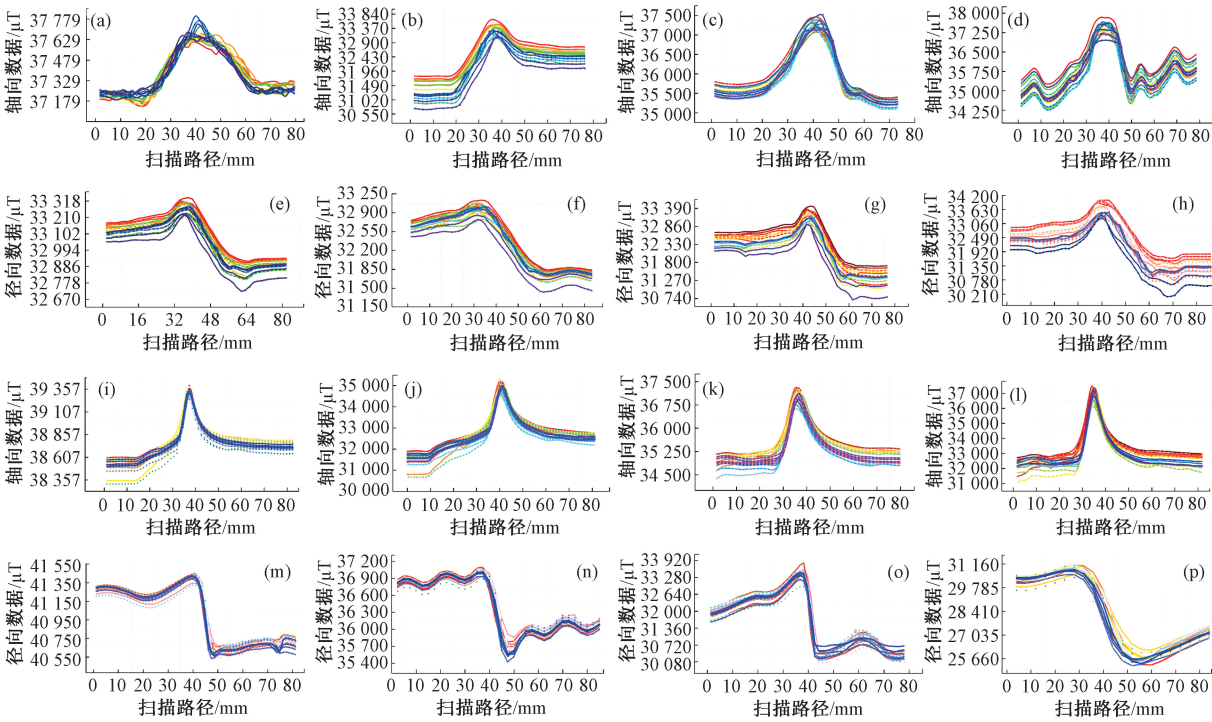 (a)
轴向数据/μT
37 779
37 629
37 479
37 329
37 179
0 10 20 30 40 50 60 70 80
扫描路径/mm
(b)
轴向数据/μT
33 840
33 370
32 900
32 430
31 960
31 490
31 020
30 550
0 10 20 30 40 50 60 70 80
扫描路径/mm
(c)
轴向数据/μT
37 500
37 000
36 500
36 000
35 500
35 000
0 10 20 30 40 50 60 70 80
扫描路径/mm
(d)
轴向数据/μT
38 000
37 250
36 500
35 750
35 000
34 250
0 10 20 30 40 50 60 70 80
扫描路径/mm
(e)
径向数据/μT
33 318
33 210
33 102
32 994
32 886
32 778
32 670
0 16 32 48 64 80
扫描路径/mm
(f)
径向数据/μT
33 250
32 900
32 550
32 200
31 850
31 500
31 150
0 10 20 30 40 50 60 70 80
扫描路径/mm
(g)
径向数据/μT
33 390
32 860
32 330
31 800
31 270
30 740
0 10 20 30 40 50 60 70 80
扫描路径/mm
(h)
径向数据/μT
34 200
33 630
33 060
32 490
31 920
31 350
30 780
30 210
0 10 20 30 40 50 60 70 80
扫描路径/mm
(i)
轴向数据/μT
39 357
39 107
38 857
38 607
38 357
0 10 20 30 40 50 60 70 80
扫描路径/mm
(j)
轴向数据/μT
35 000
34 000
33 000
32 000
31 000
30 000
0 10 20 30 40 50 60 70 80
扫描路径/mm
(k)
轴向数据/μT
37 500
36 750
36 000
35 250
34 500
0 10 20 30 40 50 60 70 80
扫描路径/mm
(l)
轴向数据/μT
37 000
36 000
35 000
34 000
33 000
32 000
31 000
0 10 20 30 40 50 60 70 80
扫描路径/mm
(m)
径向数据/μT
41 550
41 350
41 150
40 950
40 750
40 550
0 10 20 30 40 50 60 70 80
扫描路径/mm
(n)
径向数据/μT
37 200
36 900
36 600
36 300
36 000
35 700
35 400
0 10 20 30 40 50 60 70 80
扫描路径/mm
(o)
径向数据/μT
33 920
33 280
32 640
32 000
31 360
30 720
30 080
0 10 20 30 40 50 60 70 80
扫描路径/mm
(p)
径向数据/μT
31 160
29 785
28 410
27 035
25 660
0 10 20 30 40 50 60 70 80
扫描路径/mm